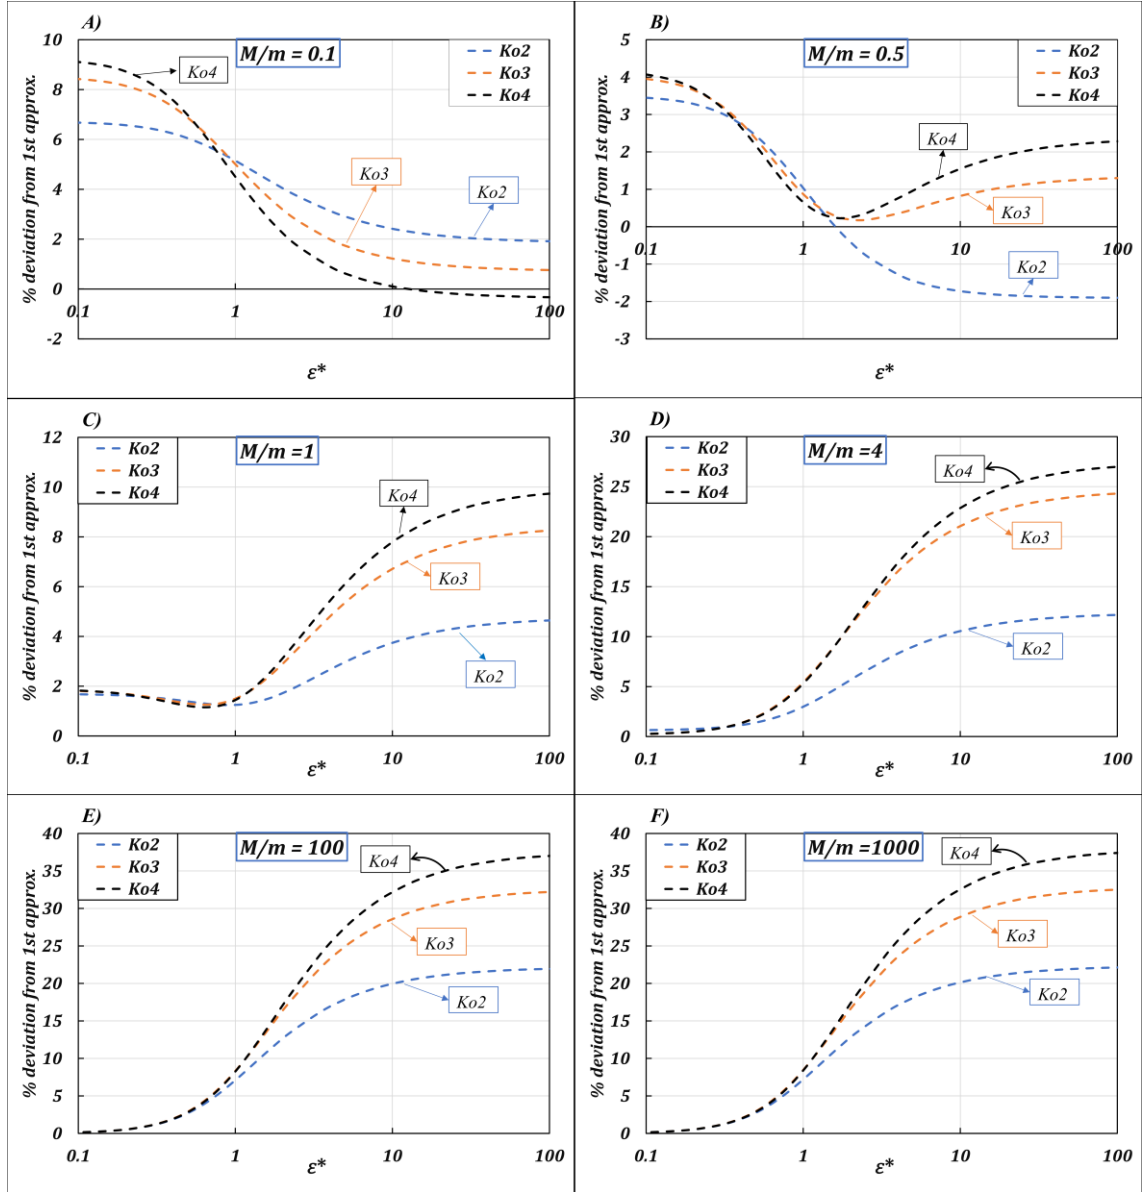 A)
M/m = 0.1
Ko2
Ko3
Ko4
Ko4
Ko3
Ko2
10
8
6
4
2
0
-2
0.1
1
10
100
% deviation from 1st approx.
ε*
B)
M/m = 0.5
Ko2
Ko3
Ko4
Ko4
Ko3
Ko2
5
4
3
2
1
0
-1
-2
-3
0.1
1
10
100
% deviation from 1st approx.
ε*
C)
Ko2
Ko3
Ko4
M/m =1
Ko4
Ko3
Ko2
12
10
8
6
4
2
0
0.1
1
10
100
% deviation from 1st approx.
ε*
D)
Ko2
Ko3
Ko4
M/m =4
Ko4
Ko3
Ko2
30
25
20
15
10
5
0
0.1
1
10
100
% deviation from 1st approx.
ε*
E)
Ko2
Ko3
Ko4
M/m = 100
Ko4
Ko3
Ko2
40
35
30
25
20
15
10
5
0
0.1
1
10
100
% deviation from 1st approx.
ε*
F)
Ko2
Ko3
Ko4
M/m =1000
Ko4
Ko3
Ko2
40
35
30
25
20
15
10
5
0
0.1
1
10
100
% deviation from 1st approx.
ε*